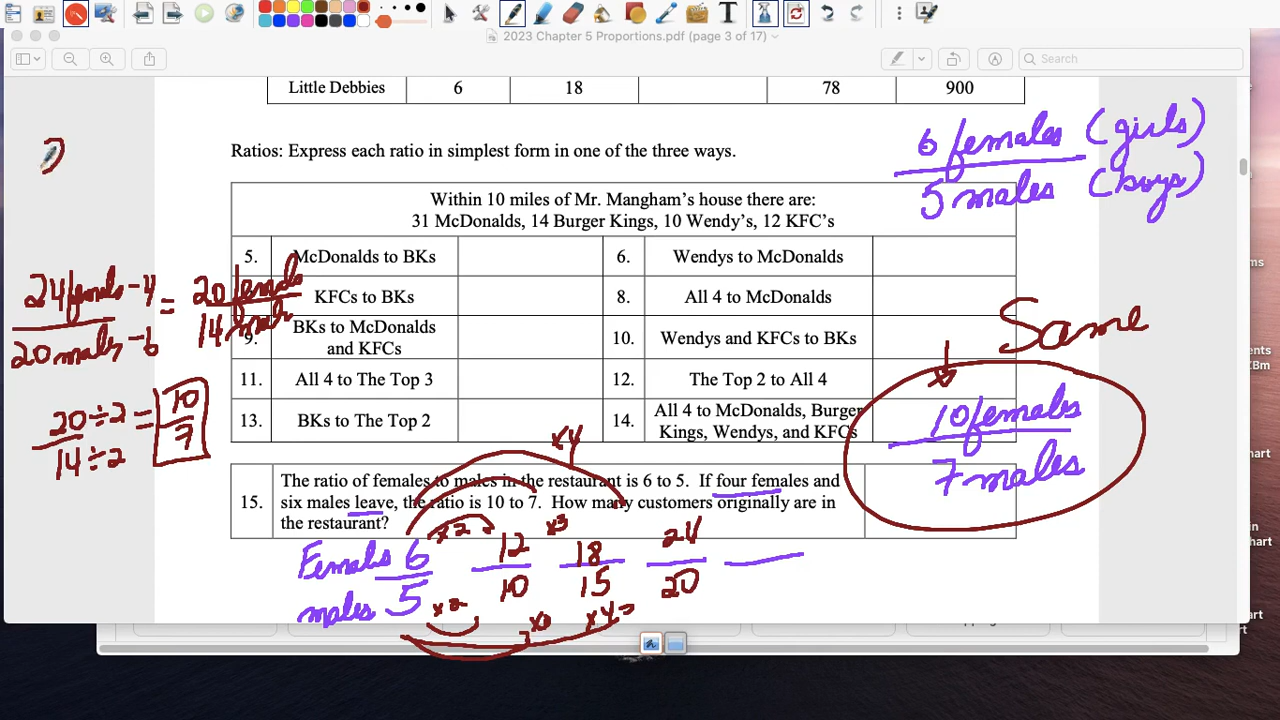 2023 Chapter 5 Proportions.pdf (page 3 of 17)
Search
Little Debbies 6 18 78 900
6 females (girls)
5 males (boys)
Ratios: Express each ratio in simplest form in one of the three ways.
Within 10 miles of Mr. Mangham's house there are:
31 McDonalds, 14 Burger Kings, 10 Wendy's, 12 KFC's
5. McDonalds to BKs 6. Wendys to McDonalds
KFCs to BKs 8. All 4 to McDonalds
9. BKs to McDonalds and KFCs 10. Wendys and KFCs to BKs
11. All 4 to The Top 3 12. The Top 2 to All 4
13. BKs to The Top 2 14. All 4 to McDonalds, Burger Kings, Wendys, and KFCs
24 females -4 = 20 females
20 males -6 14 males
20 ÷2 = 10
14 ÷2 7
Same
10 females
7 males
15. The ratio of females to males in the restaurant is 6 to 5. If four females and
six males leave, the ratio is 10 to 7. How many customers originally are in
the restaurant?
x4
x2 x3
Females 6 12 18 24
males 5 10 15 20
x2 x4